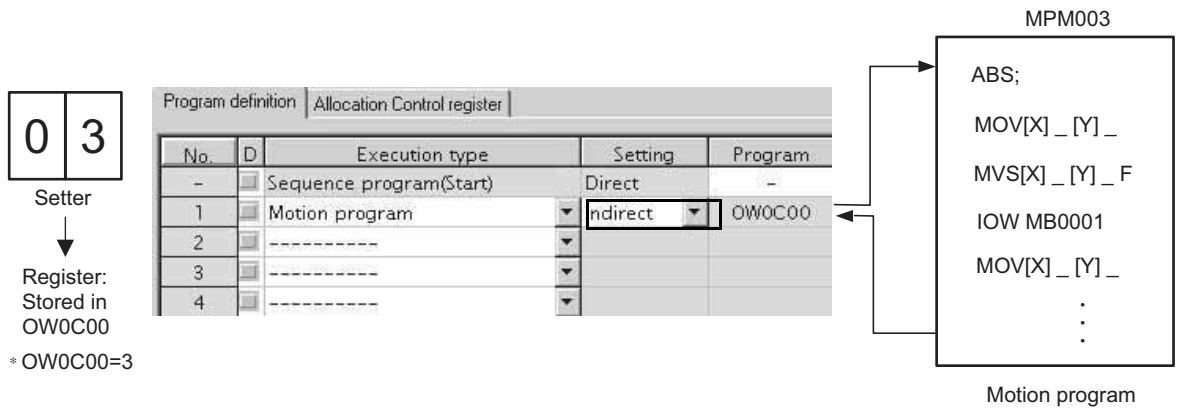 0 3
Setter
Register:
Stored in
OW0C00
* OW0C00=3
Program definition Allocation Control register
No. D Execution type Setting Program
- Sequence program(Start) Direct -
1 Motion program ndirect OW0C00
2 ----------
3 ----------
4 ----------
MPM003
ABS;
MOV[X] _ [Y] _
MVS[X] _ [Y] _ F
IOW MB0001
MOV[X] _ [Y] _
.
.
.
Motion program